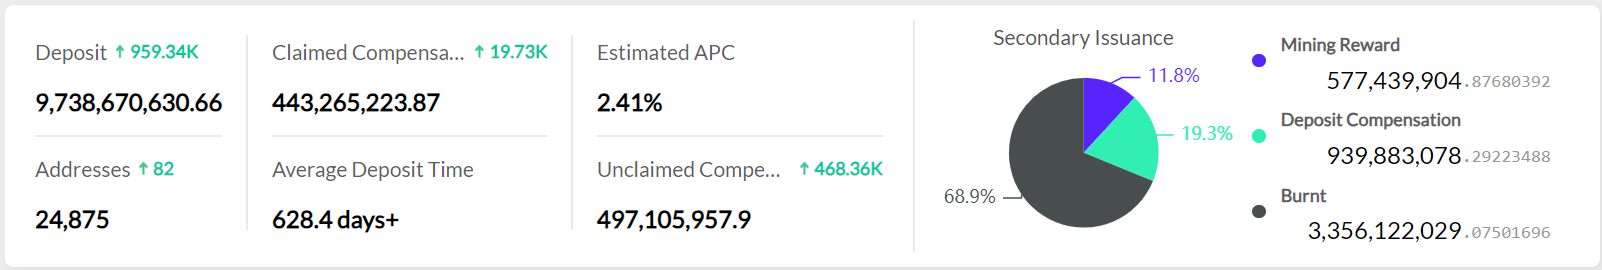 Deposit ↑ 959.34K
9,738,670,630.66
Addresses ↑ 82
24,875
Claimed Compensa... ↑ 19.73K
443,265,223.87
Average Deposit Time
628.4 days+
Estimated APC
2.41%
Unclaimed Compe... ↑ 468.36K
497,105,957.9
Secondary Issuance
11.8%
19.3%
68.9%
Mining Reward
577,439,904.87680392
Deposit Compensation
939,883,078.29223488
Burnt
3,356,122,029.07501696